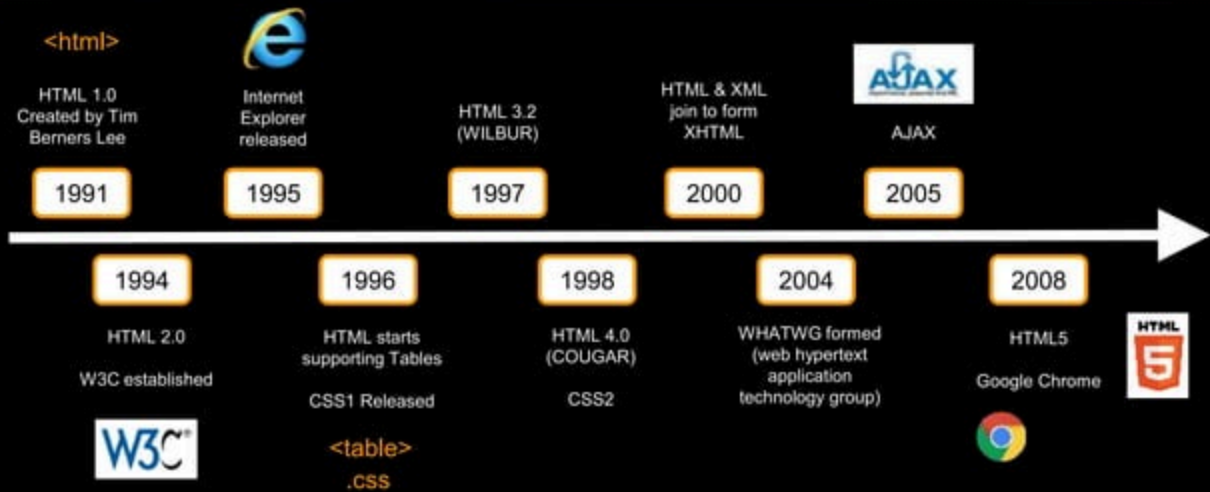 <html>
HTML 1.0
Created by Tim
Berners Lee
1991
Internet
Explorer
released
1995
HTML 3.2
(WILBUR)
1997
HTML & XML
join to form
XHTML
2000
AJAX
AJAX
2005
1994
HTML 2.0
W3C established
W3C®
1996
HTML starts
supporting Tables
CSS1 Released
<table>
.css
1998
HTML 4.0
(COUGAR)
CSS2
2004
WHATWG formed
(web hypertext
application
technology group)
2008
HTML5
Google Chrome
HTML
5